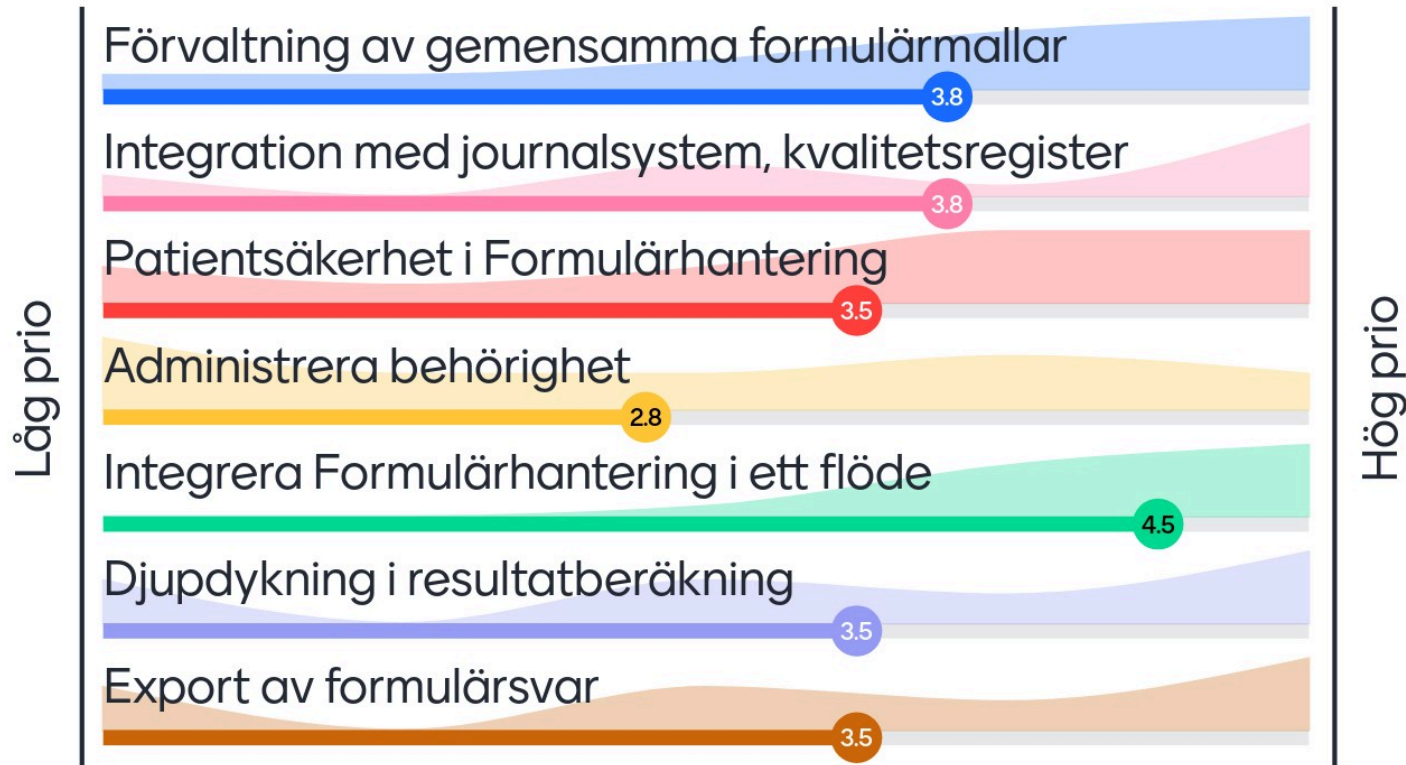 Förvaltning av gemensamma formulärmallar
3.8
Integration med journalsystem, kvalitetsregister
3.8
Patientsäkerhet i Formulärhantering
3.5
Administrera behörighet
2.8
Integrera Formulärhantering i ett flöde
4.5
Djupdykning i resultatberäkning
3.5
Export av formulärsvar
3.5
Låg prio
Hög prio